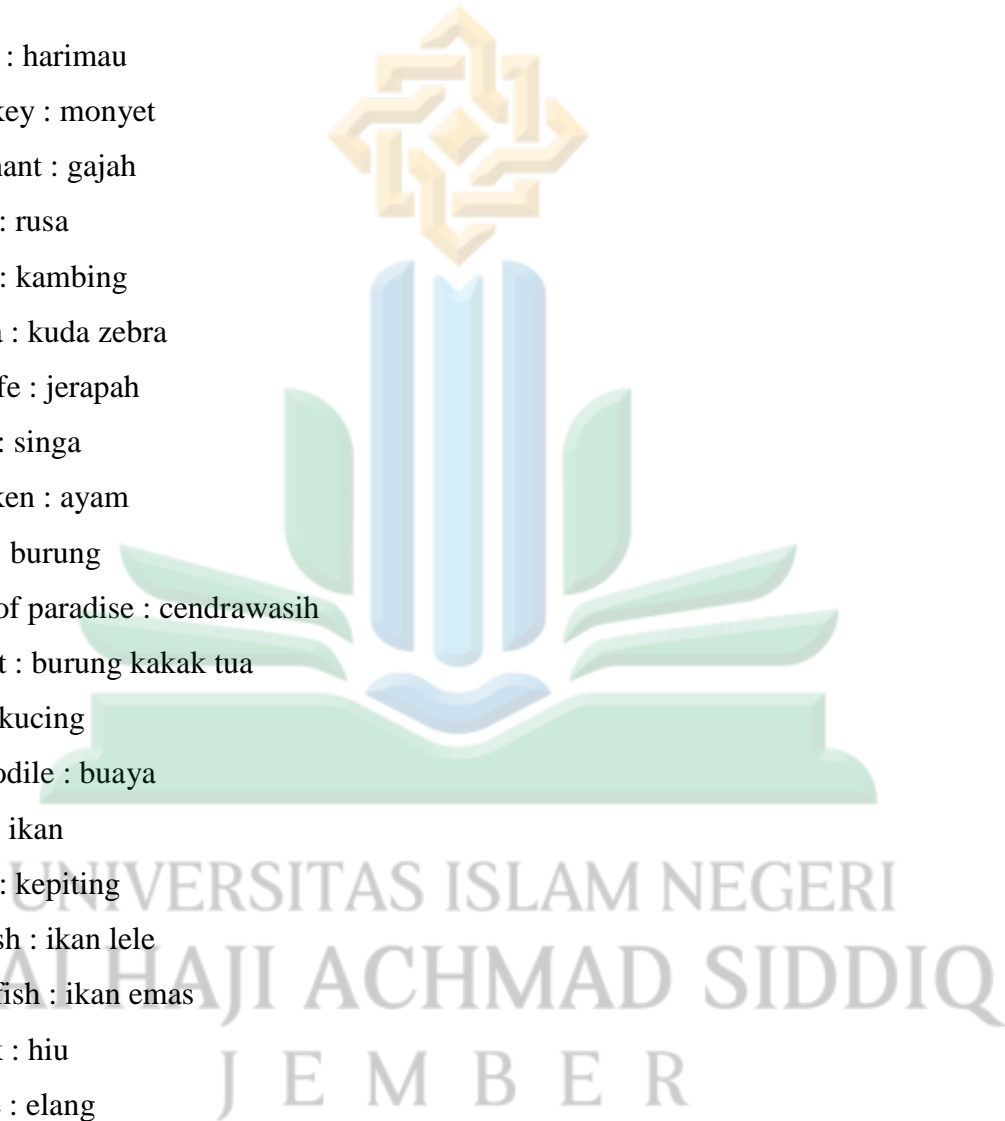 : harimau
key : monyet
nant : gajah
: rusa
: kambing
a : kuda zebra
fe : jerapah
: singa
ken : ayam
: burung
of paradise : cendrawasih
t : burung kakak tua
kucing
odile : buaya
ikan
: kepiting
sh : ikan lele
fish : ikan emas
k : hiu
e : elang
UNIVERSITAS ISLAM NEGERI
AI HAJI ACHMAD SIDDIQ
JEMBER